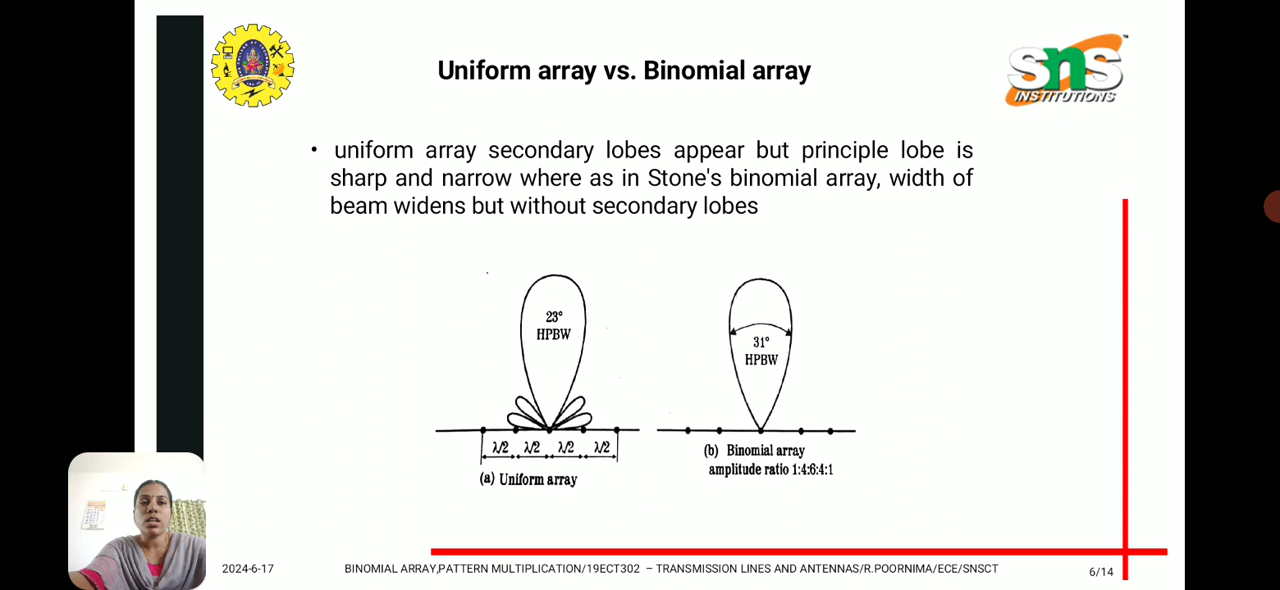 Uniform array vs. Binomial array
SNS
INSTITUTIONS
• uniform array secondary lobes appear but principle lobe is
sharp and narrow where as in Stone's binomial array, width of
beam widens but without secondary lobes
23°
HPBW
31°
HPBW
λ/2 λ/2 λ/2 λ/2
(a) Uniform array
(b) Binomial array
amplitude ratio 1:4:6:4:1
2024-6-17
BINOMIAL ARRAY,PATTERN MULTIPLICATION/19ECT302 – TRANSMISSION LINES AND ANTENNAS/R.POORNIMA/ECE/SNSCT
6/14